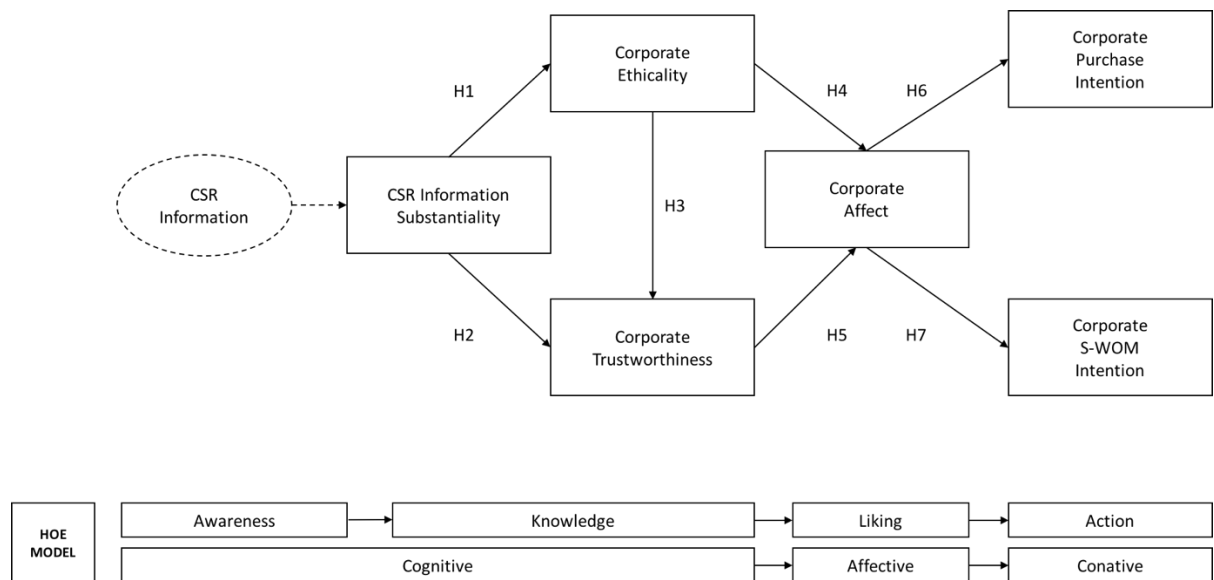 Corporate
Ethicality
Corporate
Purchase
Intention
H1
H4
H6
CSR
Information
CSR Information
Substantiality
H3
Corporate
Affect
H2
Corporate
Trustworthiness
H5
H7
Corporate
S-WOM
Intention
HOE
MODEL
Awareness
Knowledge
Liking
Action
Cognitive
Affective
Conative